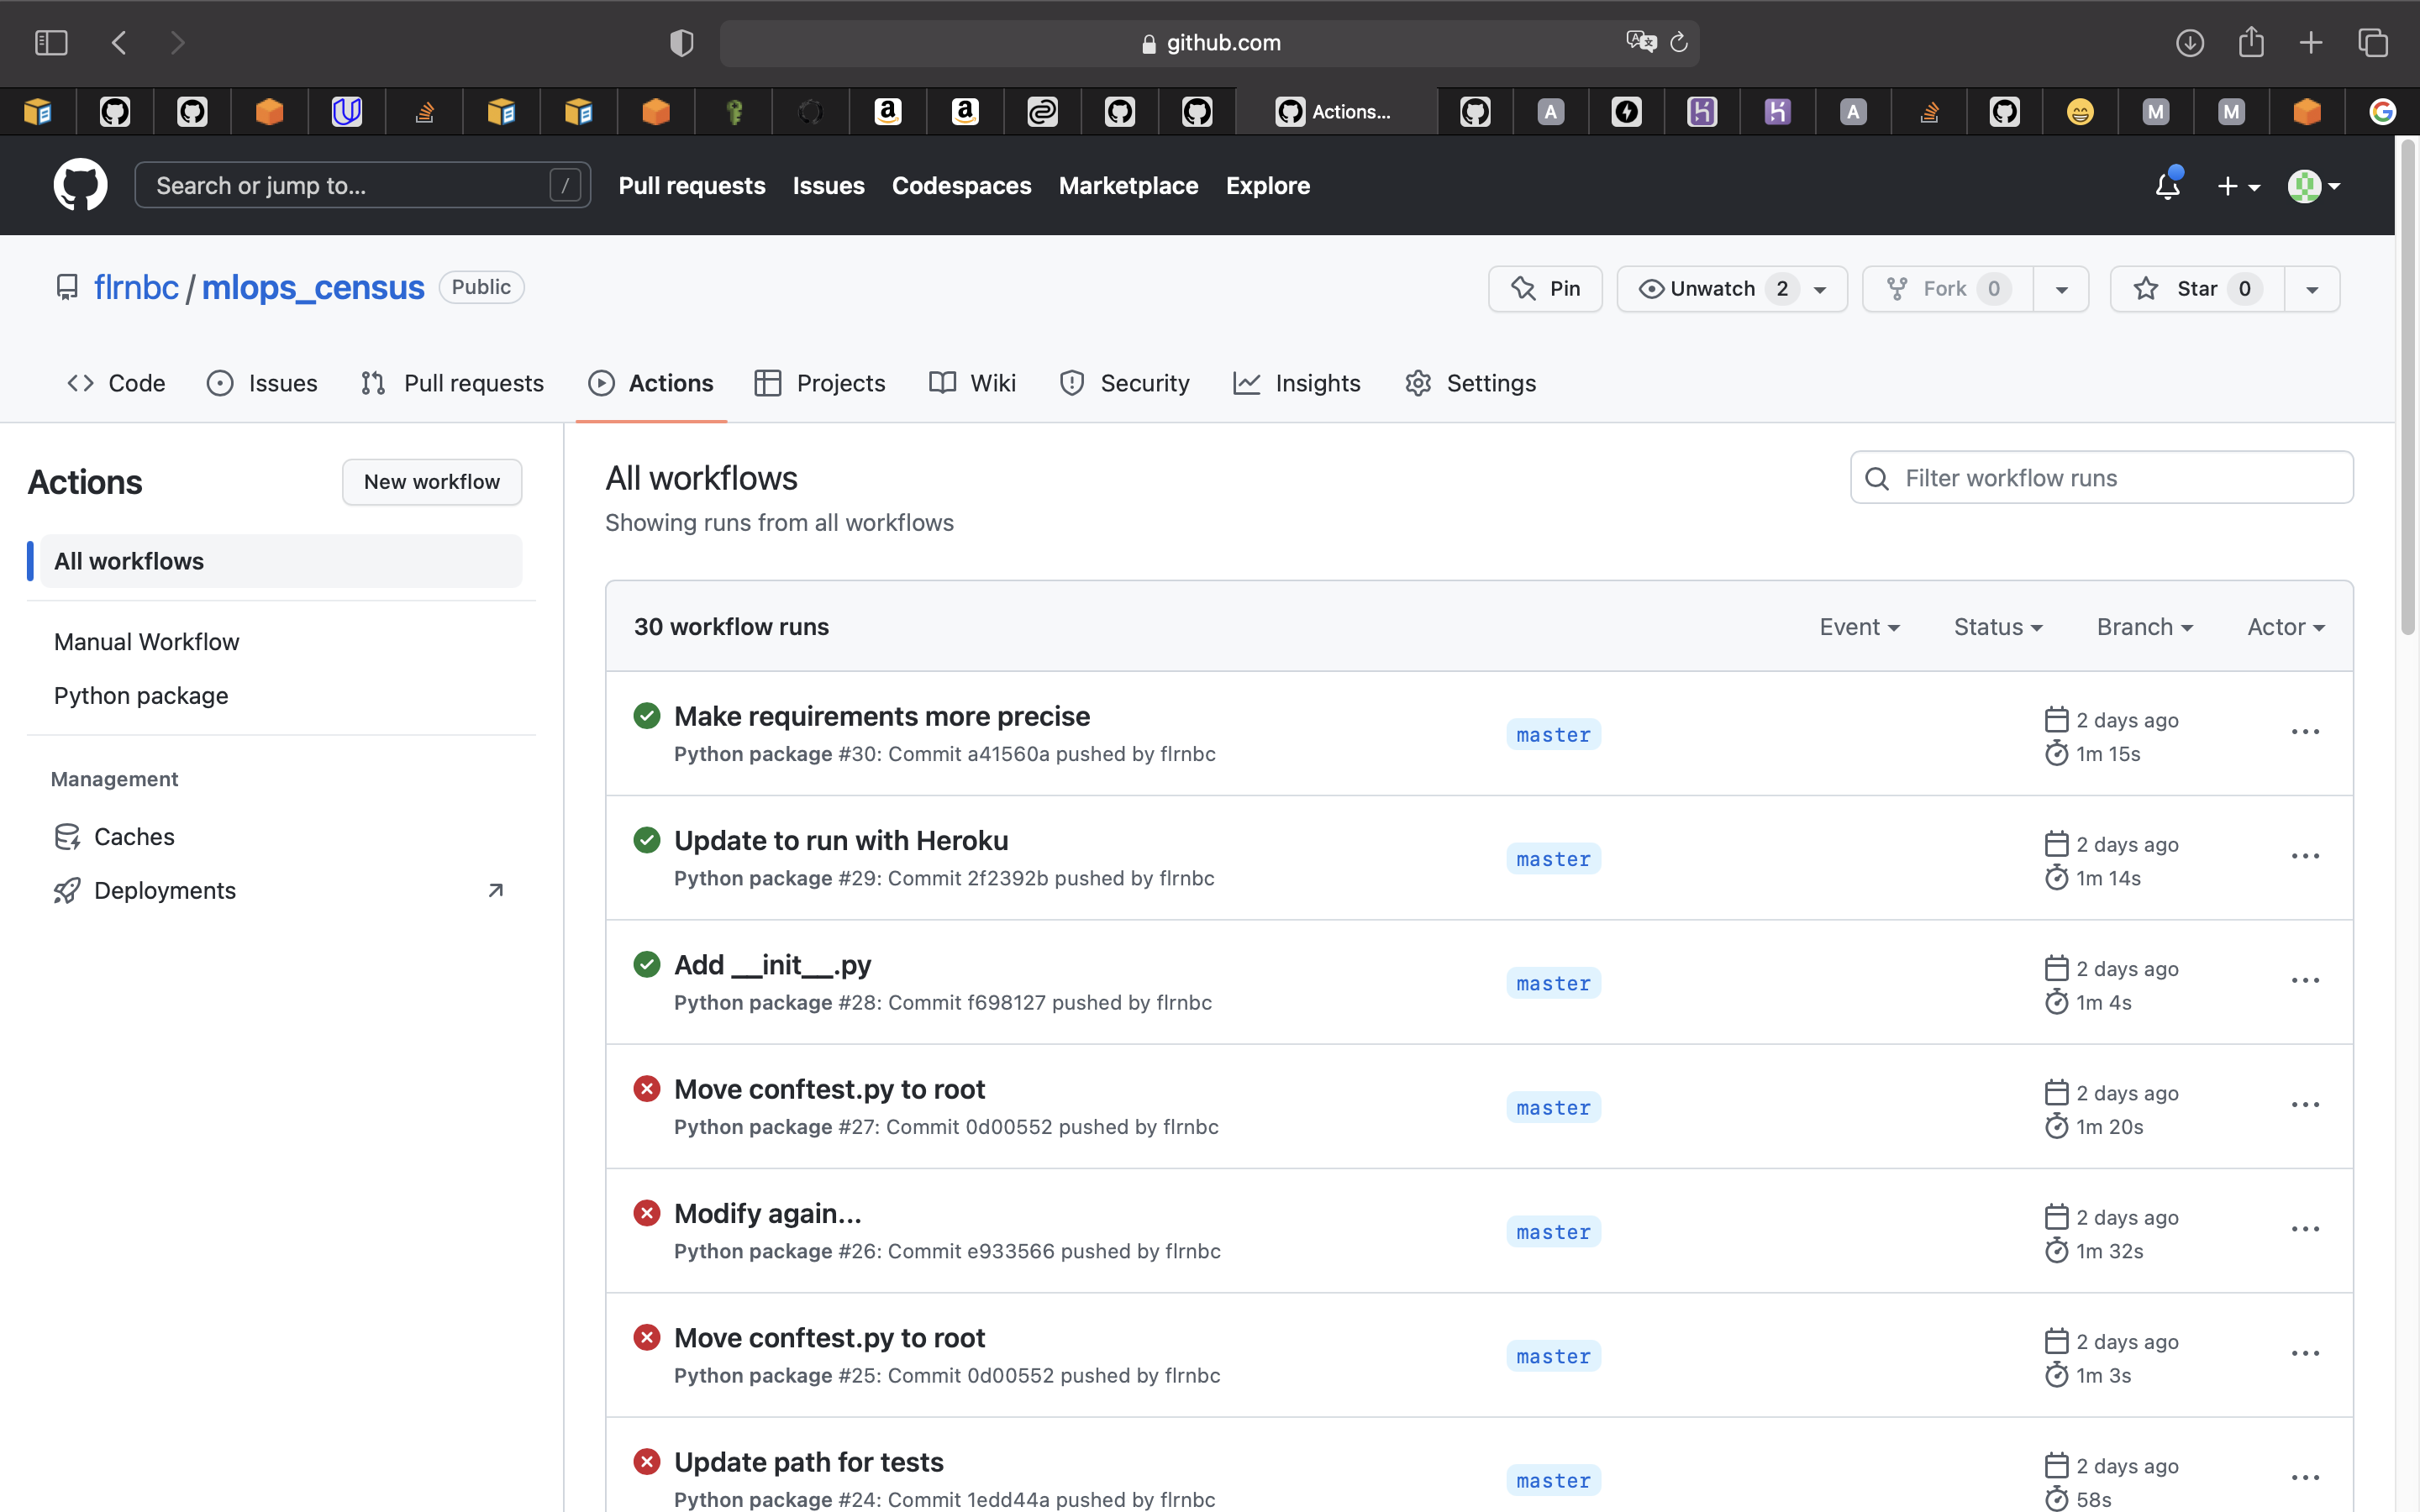 github.com
Actions...
Search or jump to... /
Pull requests Issues Codespaces Marketplace Explore
flrnbc / mlops_census Public
Pin Unwatch 2 Fork 0 Star 0
Code Issues Pull requests Actions Projects Wiki Security Insights Settings
Actions
New workflow
All workflows
Manual Workflow
Python package
Management
Caches
Deployments
All workflows
Showing runs from all workflows
Filter workflow runs
30 workflow runs
Event Status Branch Actor
Make requirements more precise
Python package #30: Commit a41560a pushed by flrnbc
master
2 days ago
1m 15s
Update to run with Heroku
Python package #29: Commit 2f2392b pushed by flrnbc
master
2 days ago
1m 14s
Add __init__.py
Python package #28: Commit f698127 pushed by flrnbc
master
2 days ago
1m 4s
Move conftest.py to root
Python package #27: Commit 0d00552 pushed by flrnbc
master
2 days ago
1m 20s
Modify again...
Python package #26: Commit e933566 pushed by flrnbc
master
2 days ago
1m 32s
Move conftest.py to root
Python package #25: Commit 0d00552 pushed by flrnbc
master
2 days ago
1m 3s
Update path for tests
Python package #24: Commit 1edd44a pushed by flrnbc
master
2 days ago
58s